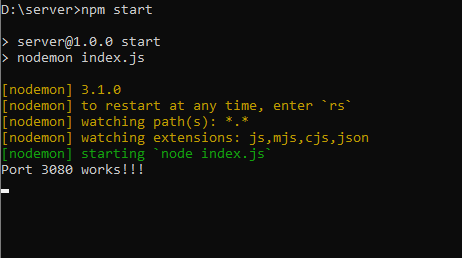 D:\server>npm start
> server@1.0.0 start
> nodemon index.js
[nodemon] 3.1.0
[nodemon] to restart at any time, enter `rs`
[nodemon] watching path(s): *.*
[nodemon] watching extensions: js,mjs,cjs,json
[nodemon] starting `node index.js`
Port 3080 works!!!